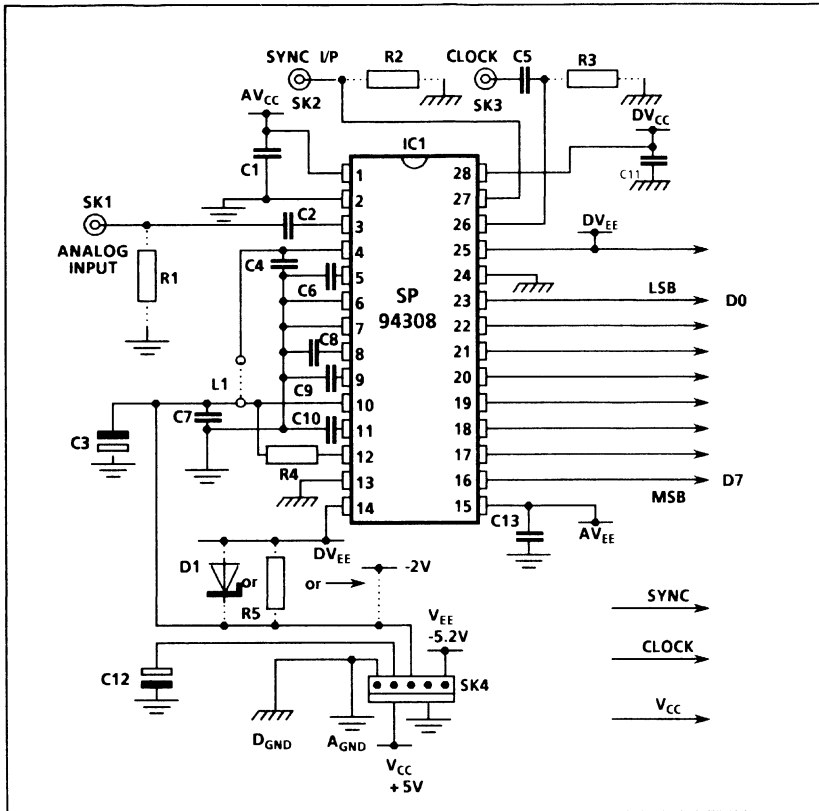 SYNC I/P R2 CLOCK C5 R3
SK2 SK3
AVCC DVCC
IC1
C1 1 28 C11
2 27
SK1 C2 3 26
DVEE
ANALOG 4 25
INPUT R1 C4 5 24
C6 6 SP 23 LSB D0
7 94308 22
C8 8 21
L1 9 20
C9
C7 10 19
C3 C10 11 18
R4 12 17
13 16 D7
MSB
14 15 C13
DVEE AVEE
D1 or or -2V
R5
VEE SYNC
-5.2V
CLOCK
C12 SK4
DGND AGND VCC
VCC
+5V